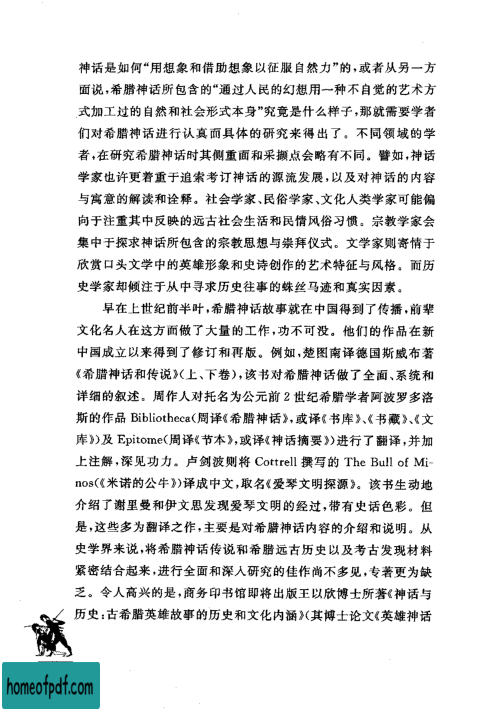 神话是如何“用想象和借助想象以征服自然力”的,或者从另一方
面说,希腊神话所包含的“通过人民的幻想用一种不自觉的艺术方
式加工过的自然和社会形式本身”究竟是什么样子,那就需要学者
们对希腊神话进行认真而具体的研究来得出了。不同领域的学
者,在研究希腊神话时其侧重面和采撷点会略有不同。譬如,神话
学家也许更着重于追索考订神话的源流发展,以及对神话的内容
与寓意的解读和诠释。社会学家、民俗学家、文化人类学家可能偏
向于注重其中反映的远古社会生活和民情风俗习惯。宗教学家会
集中于探求神话所包含的宗教思想与崇拜仪式。文学家则寄情于
欣赏口头文学中的英雄形象和史诗创作的艺术特征与风格。而历
史学家却倾注于从中寻求历史往事的蛛丝马迹和真实因素。
早在上世纪前半叶,希腊神话故事就在中国得到了传播,前辈
文化名人在这方面做了大量的工作,功不可没。他们的作品在新
中国成立以来得到了修订和再版。例如,楚图南译德国斯威布著
《希腊神话和传说》(上、下卷),该书对希腊神话做了全面、系统和
详细的叙述。周作人对托名为公元前2世纪希腊学者阿波罗多洛
斯的作品 Bibliotheca(周译《希腊神话》,或译《书库》、《书藏》、《文
库》)及 Epitome(周译《节本》,或译《神话摘要》)进行了翻译,并加
上注解,深见功力。卢剑波则将 Cottrell 撰写的 The Bull of Mi-
nos(《米诺的公牛》)译成中文,取名《爱琴文明探源》。该书生动地
介绍了谢里曼和伊文思发现爱琴文明的经过,带有史话色彩。但
是,这些多为翻译之作,主要是对希腊神话内容的介绍和说明。从
史学界来说,将希腊神话传说和希腊远古历史以及考古发现材料
紧密结合起来,进行全面和深入研究的佳作尚不多见,专著更为缺
乏。令人高兴的是,商务印书馆即将出版王以欣博士所著《神话与
历史:古希腊英雄故事的历史和文化内涵》(其博士论文《英雄神话
homeofpdf.com